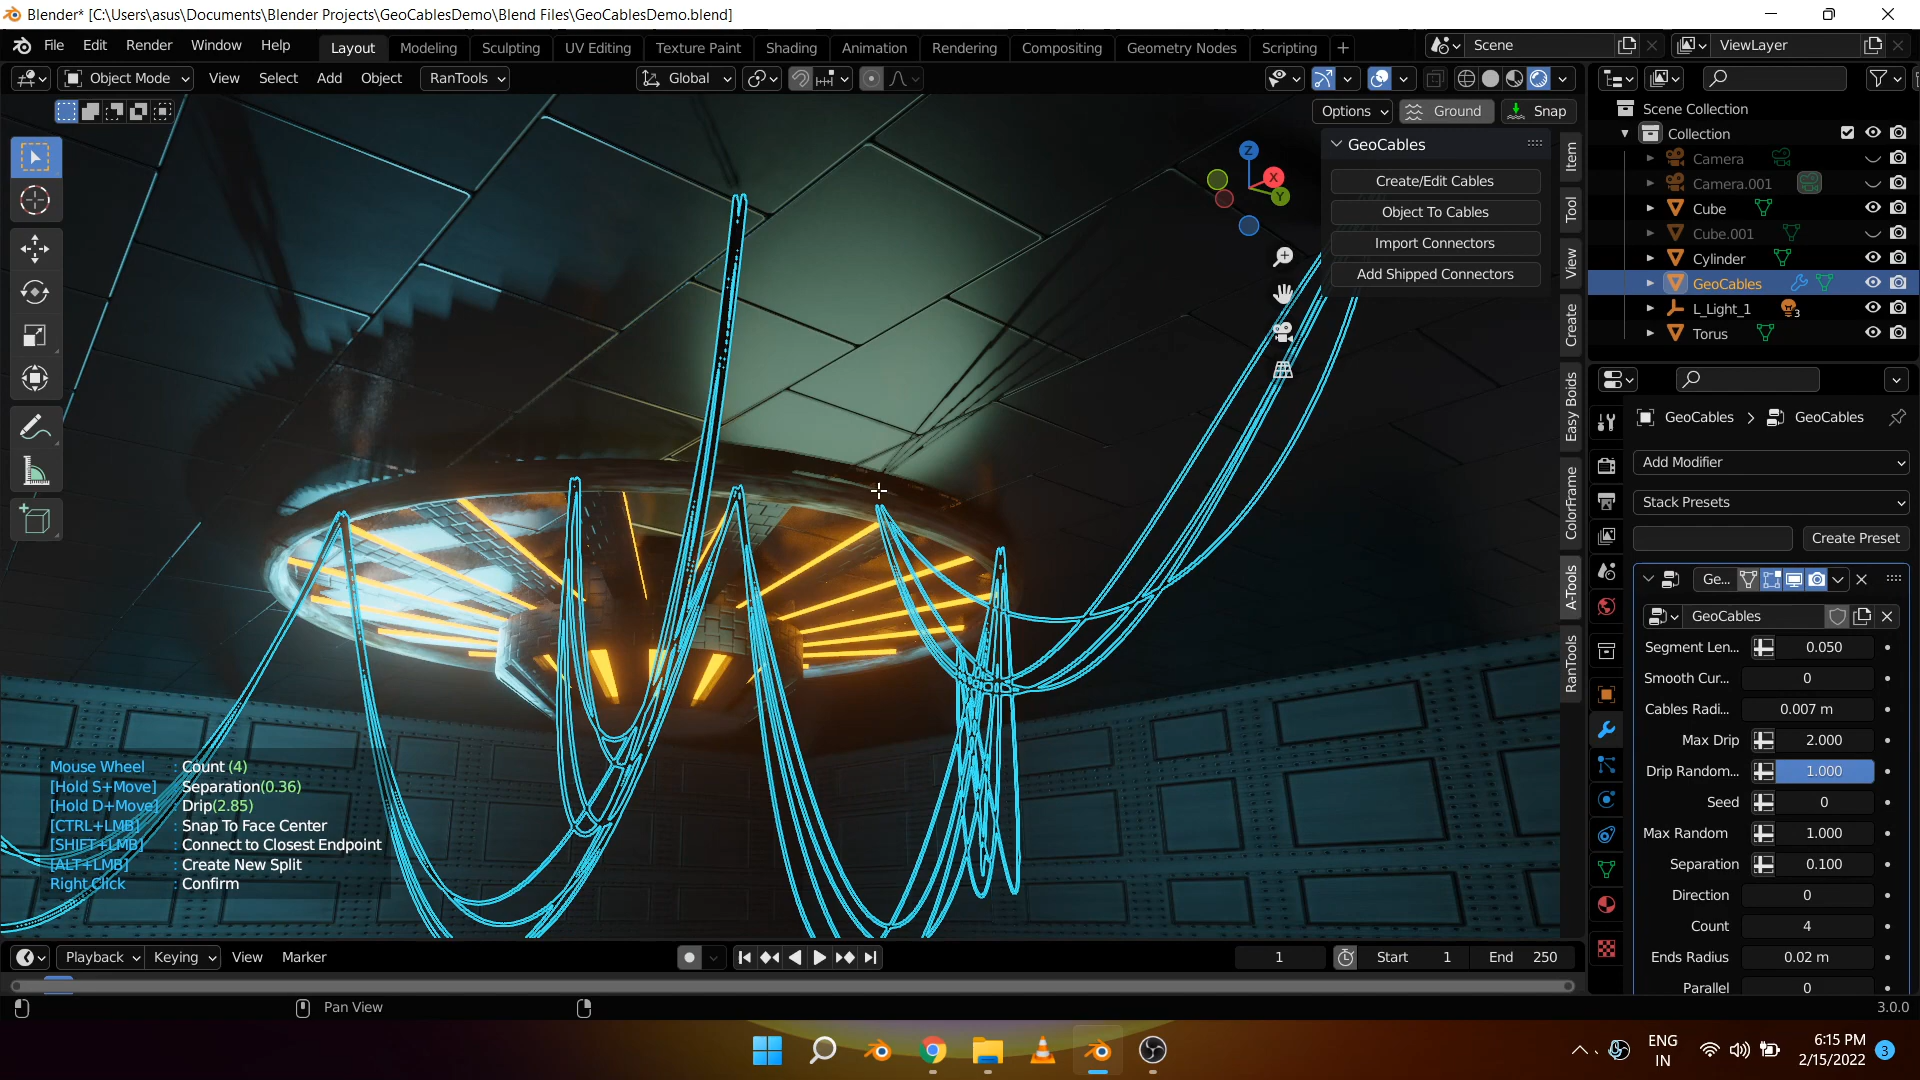 Blender* [C:\Users\asus\Documents\Blender Projects\GeoCablesDemo\Blend Files\GeoCablesDemo.blend]
File Edit Render Window Help
Layout Modeling Sculpting UV Editing Texture Paint Shading Animation Rendering Compositing Geometry Nodes Scripting +
Scene
ViewLayer
Object Mode View Select Add Object RanTools
Global
Options Ground Snap
GeoCables
Create/Edit Cables
Object To Cables
Import Connectors
Add Shipped Connectors
Z
X
Y
Item
Tool
View
Create
Easy Boids
ColorFrame
A-Tools
RanTools
Scene Collection
Collection
Camera
Camera.001
Cube
Cube.001
Cylinder
GeoCables
L_Light_1 3
Torus
GeoCables > GeoCables
Add Modifier
Stack Presets
Create Preset
Ge...
GeoCables
Segment Len... 0.050
Smooth Cur... 0
Cables Radi... 0.007 m
Max Drip 2.000
Drip Random... 1.000
Seed 0
Max Random 1.000
Separation 0.100
Direction 0
Count 4
Ends Radius 0.02 m
Parallel 0
Mouse Wheel : Count (4)
[Hold S+Move] Separation(0.36)
[Hold D+Move] Drip(2.85)
[CTRL+LMB] : Snap To Face Center
[SHIFT+LMB] : Connect to Closest Endpoint
[ALT+LMB] : Create New Split
Right Click : Confirm
Playback Keying View Marker
1
Start 1
End 250
Pan View
3.0.0
ENG
IN
6:15 PM
2/15/2022
3